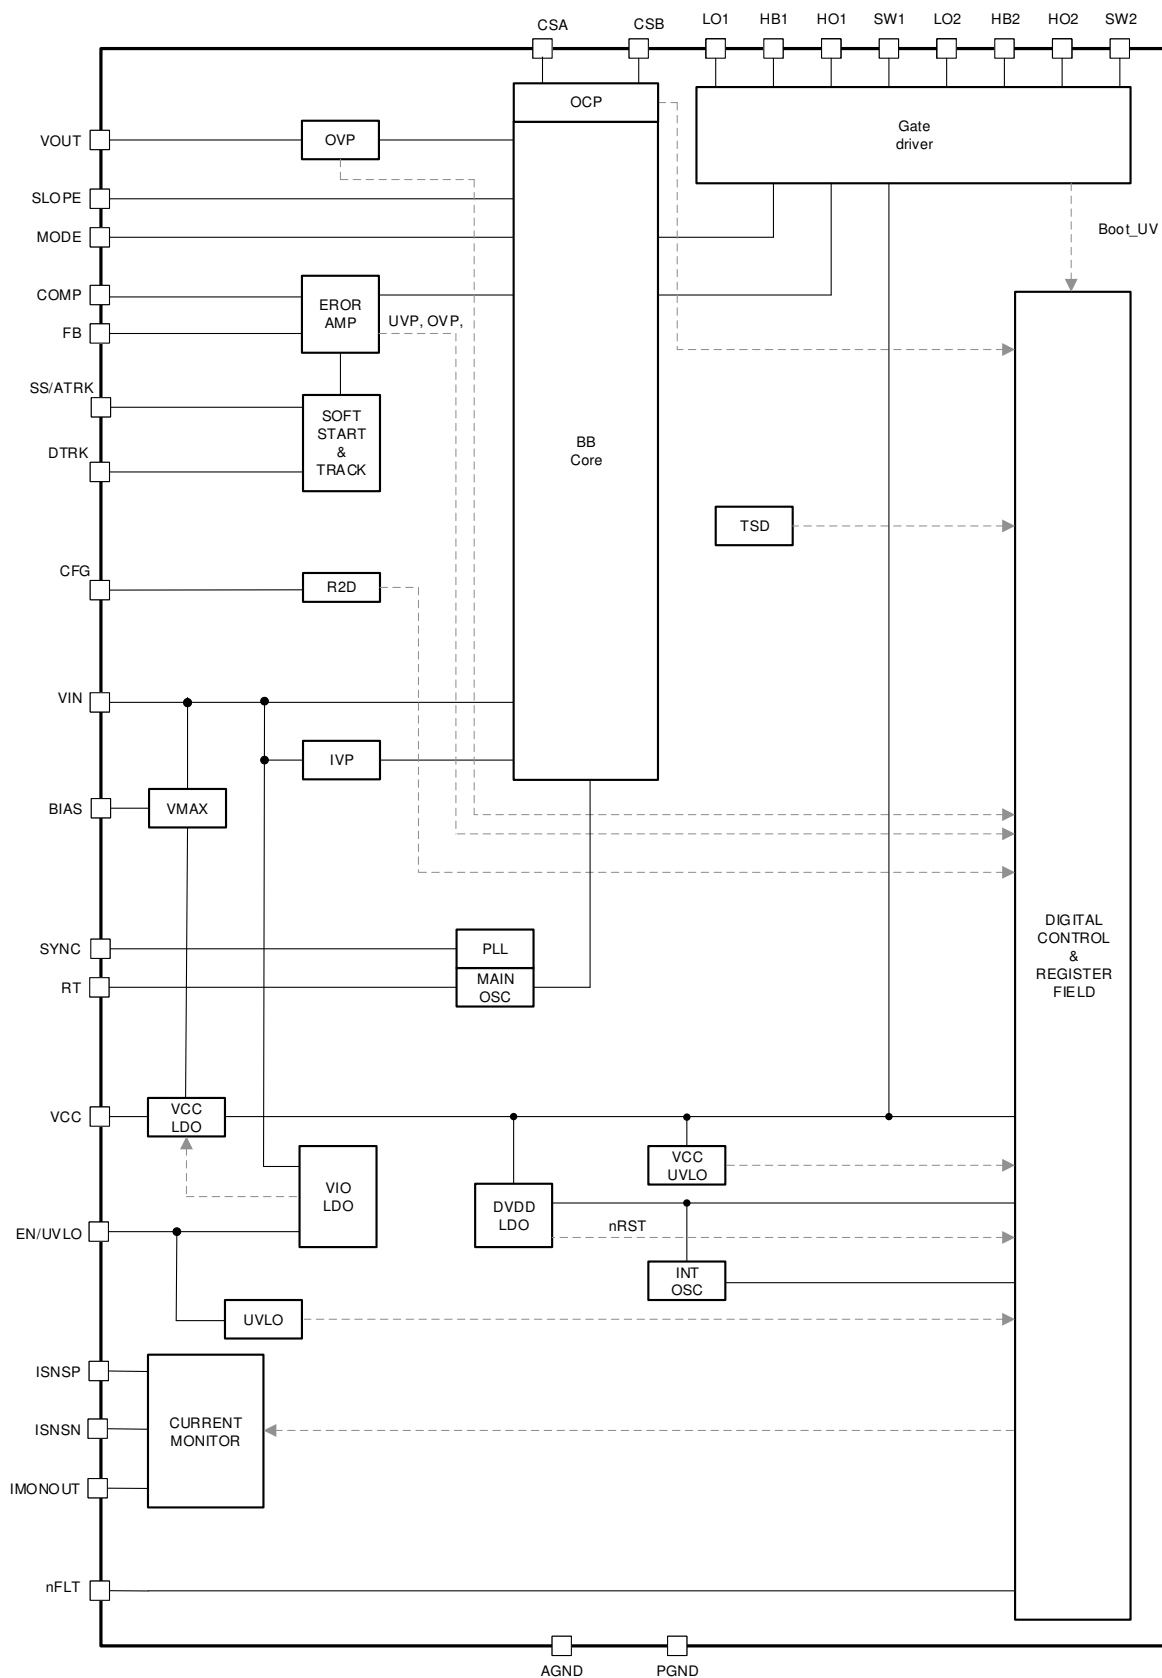 CSA
CSB
LO1
HB1
HO1
SW1
LO2
HB2
HO2
SW2
OCP
Gate
driver
VOUT
OVP
SLOPE
MODE
Boot_UV
COMP
EROR
AMP
UVP, OVP,
FB
SS/ATRK
SOFT
START
&
TRACK
DTRK
BB
Core
TSD
CFG
R2D
VIN
IVP
BIAS
VMAX
DIGITAL
CONTROL
&
REGISTER
FIELD
SYNC
PLL
RT
MAIN
OSC
VCC
VCC
LDO
VCC
UVLO
VIO
LDO
DVDD
LDO
nRST
EN/UVLO
INT
OSC
UVLO
ISNSP
ISNSN
CURRENT
MONITOR
IMONOUT
nFLT
AGND
PGND